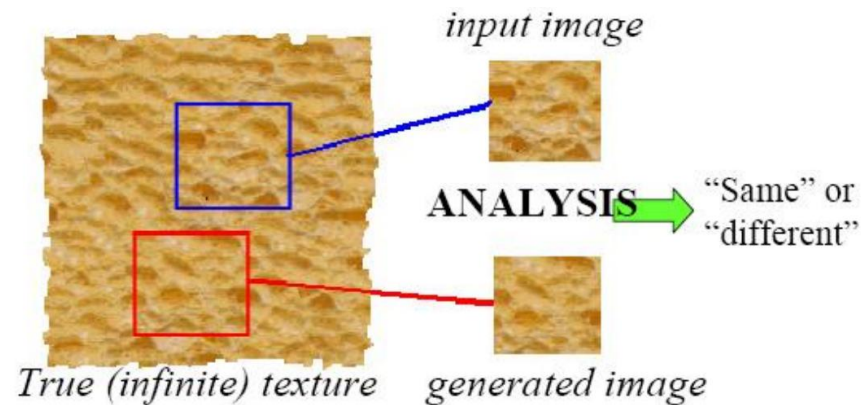 input image
ANALYSIS
“Same” or
“different”
True (infinite) texture
generated image